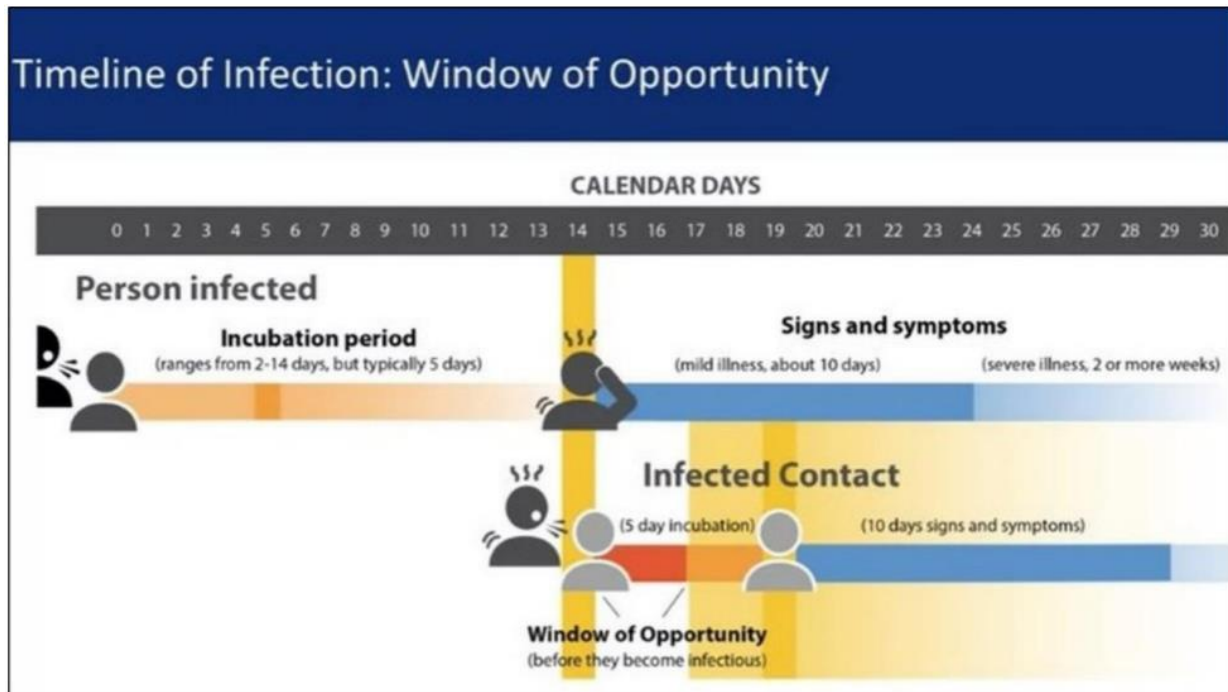 Timeline of Infection: Window of Opportunity
CALENDAR DAYS
0 1 2 3 4 5 6 7 8 9 10 11 12 13 14 15 16 17 18 19 20 21 22 23 24 25 26 27 28 29 30
Person infected
Incubation period
(ranges from 2-14 days, but typically 5 days)
Signs and symptoms
(mild illness, about 10 days)
(severe illness, 2 or more weeks)
Infected Contact
(5 day incubation)
(10 days signs and symptoms)
Window of Opportunity
(before they become infectious)